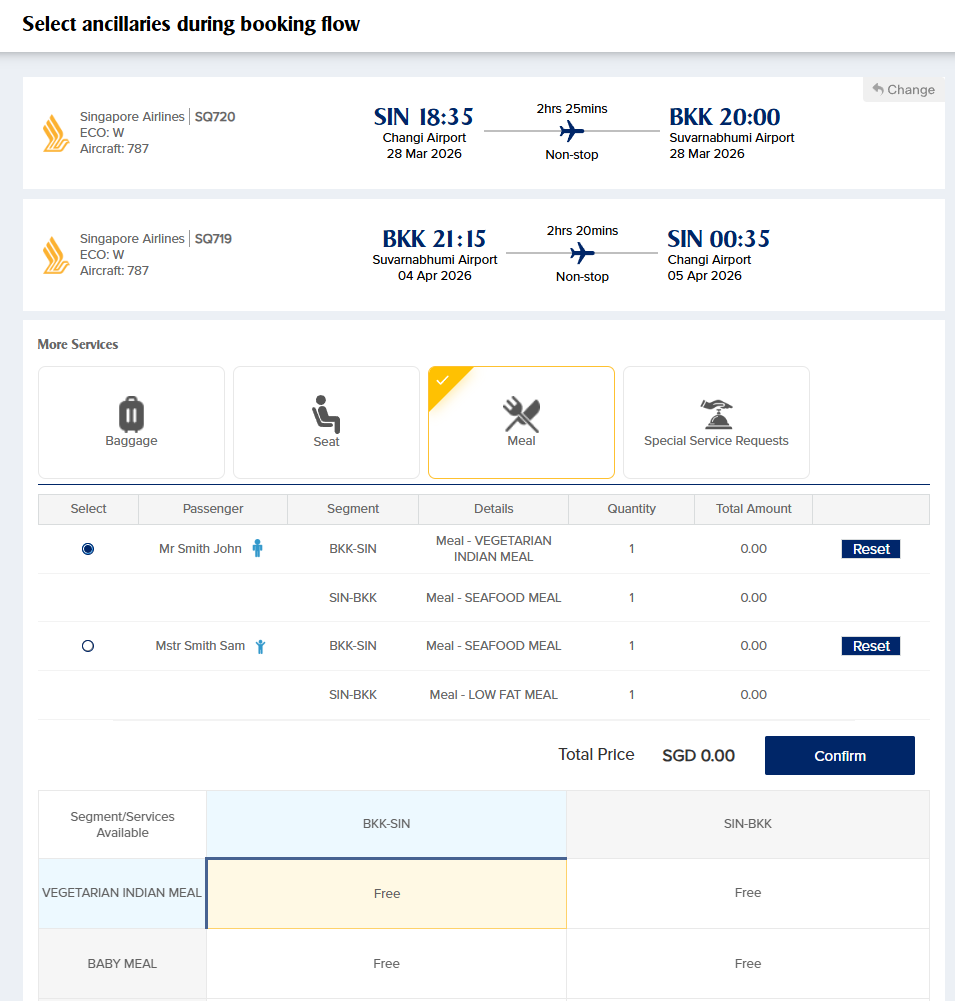 Select ancillaries during booking flow
Change
Singapore Airlines | SQ720
ECO: W
Aircraft: 787
SIN 18:35
Changi Airport
28 Mar 2026
2hrs 25mins
Non-stop
BKK 20:00
Suvarnabhumi Airport
28 Mar 2026
Singapore Airlines | SQ719
ECO: W
Aircraft: 787
BKK 21:15
Suvarnabhumi Airport
04 Apr 2026
2hrs 20mins
Non-stop
SIN 00:35
Changi Airport
05 Apr 2026
More Services
Baggage
Seat
Meal
Special Service Requests
Select Passenger Segment Details Quantity Total Amount
Mr Smith John BKK-SIN Meal - VEGETARIAN INDIAN MEAL 1 0.00 Reset
SIN-BKK Meal - SEAFOOD MEAL 1 0.00
Mstr Smith Sam BKK-SIN Meal - SEAFOOD MEAL 1 0.00 Reset
SIN-BKK Meal - LOW FAT MEAL 1 0.00
Total Price SGD 0.00 Confirm
Segment/Services Available BKK-SIN SIN-BKK
VEGETARIAN INDIAN MEAL Free Free
BABY MEAL Free Free